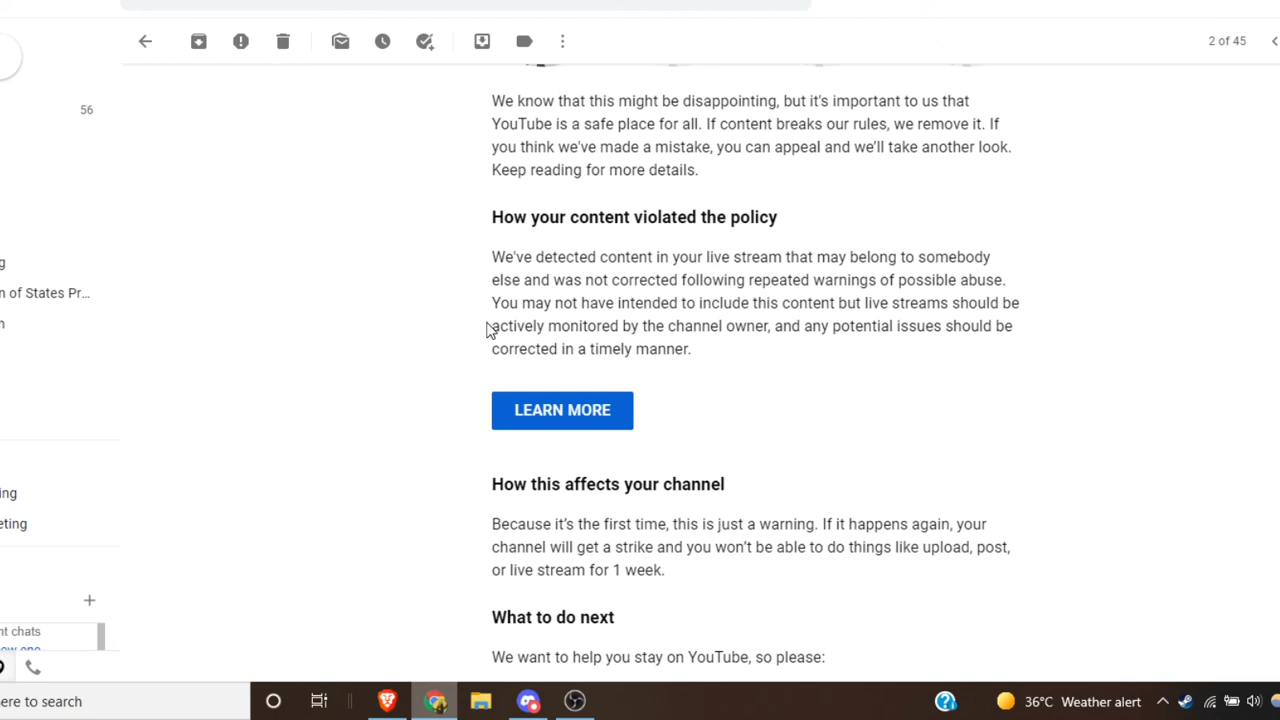 2 of 45
56
We know that this might be disappointing, but it's important to us that
YouTube is a safe place for all. If content breaks our rules, we remove it. If
you think we've made a mistake, you can appeal and we'll take another look.
Keep reading for more details.
How your content violated the policy
We've detected content in your live stream that may belong to somebody
else and was not corrected following repeated warnings of possible abuse.
n of States Pr...
You may not have intended to include this content but live streams should be
actively monitored by the channel owner, and any potential issues should be
corrected in a timely manner.
LEARN MORE
How this affects your channel
ing
Because it's the first time, this is just a warning. If it happens again, your
eting
channel will get a strike and you won't be able to do things like upload, post,
or live stream for 1 week.
What to do next
nt chats
We want to help you stay on YouTube, so please:
ere to search
36°C Weather alert